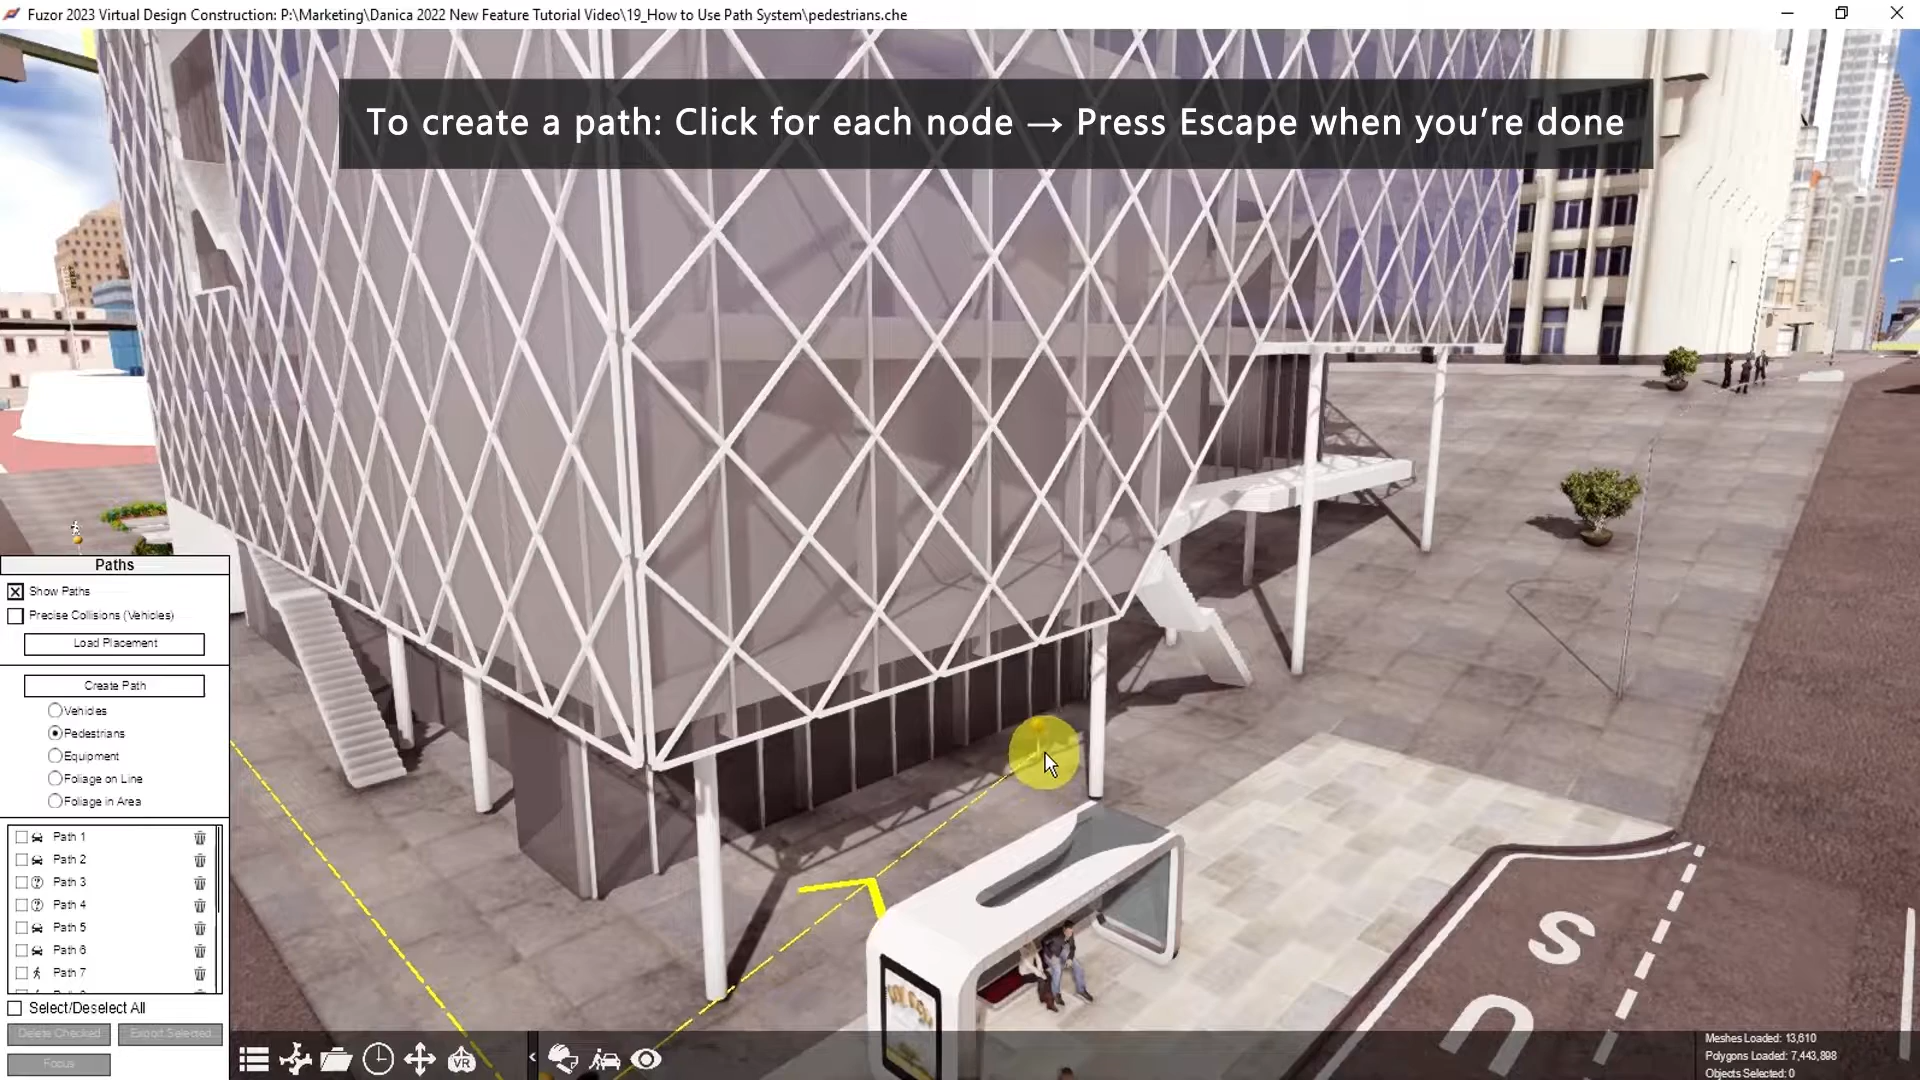 Fuzor 2023 Virtual Design Construction: P:\Marketing\Danica 2022 New Feature Tutorial Video\19_How to Use Path System\pedestrians.che
To create a path: Click for each node → Press Escape when you’re done
Paths
Show Paths
Precise Collisions (Vehicles)
Load Placement
Create Path
Vehicles
Pedestrians
Equipment
Foliage on Line
Foliage in Area
Path 1
Path 2
Path 3
Path 4
Path 5
Path 6
Path 7
Select/Deselect All
Delete Checked
Export Selected
Focus
VR
Meshes Loaded: 13,610
Polygons Loaded: 7,443,898
Objects Selected: 0